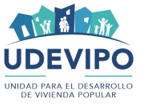 UDEVIPO
UNIDAD PARA EL DESARROLLO
DE VIVIENDA POPULAR